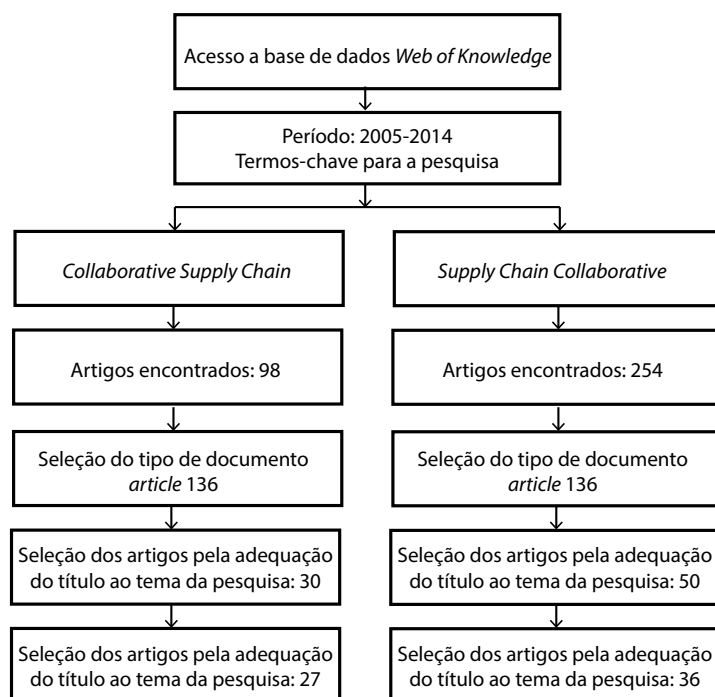 Acesso a base de dados Web of Knowledge
Período: 2005-2014
Termos-chave para a pesquisa
Collaborative Supply Chain
Supply Chain Collaborative
Artigos encontrados: 98
Artigos encontrados: 254
Seleção do tipo de documento
article 136
Seleção do tipo de documento
article 136
Seleção dos artigos pela adequação
do título ao tema da pesquisa: 30
Seleção dos artigos pela adequação
do título ao tema da pesquisa: 50
Seleção dos artigos pela adequação
do título ao tema da pesquisa: 27
Seleção dos artigos pela adequação
do título ao tema da pesquisa: 36